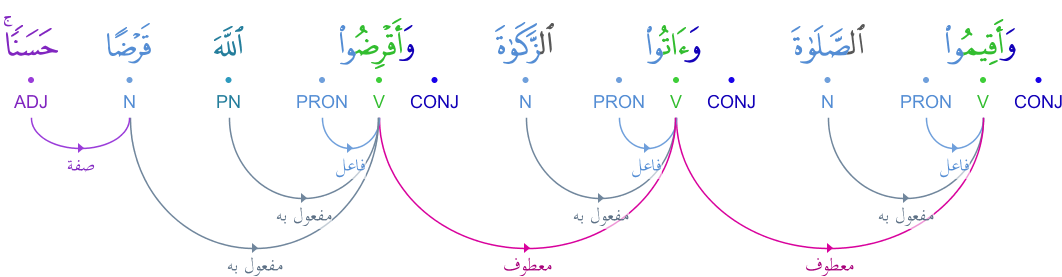 وَأَقِيمُوا۟ ٱلصَّلَوٰةَ وَءَاتُوا۟ ٱلزَّكَوٰةَ وَأَقْرِضُوا۟ ٱللَّهَ قَرْضًا حَسَنًا ۚ
CONJ V PRON N CONJ V PRON N CONJ V PRON PN N ADJ
فاعل فاعل فاعل صفة
مفعول به مفعول به مفعول به
معطوف معطوف مفعول به